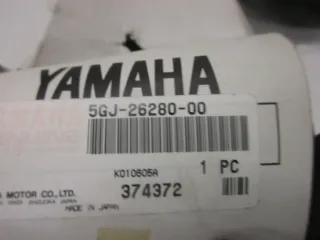 YAMAHA
5GJ-26280-00
K010605A
1 PC
MOTOR CO., LTD.
374372
MADE IN JAPAN